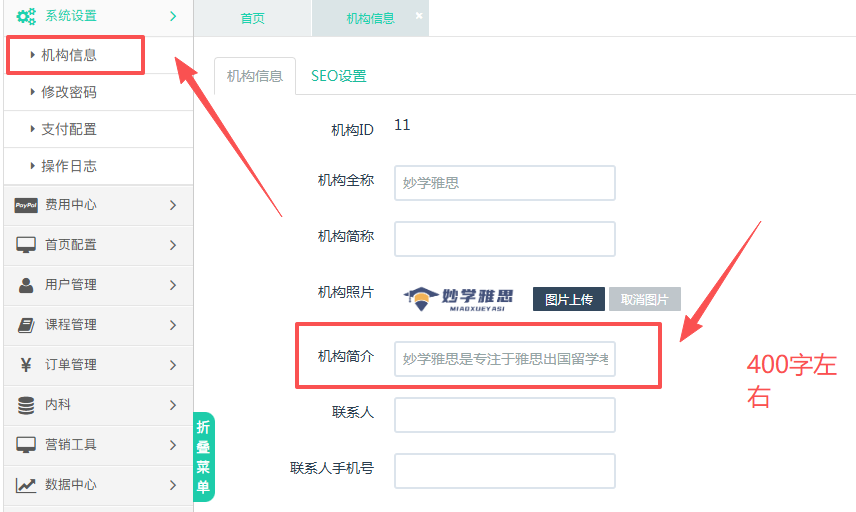 系统设置
机构信息
修改密码
支付配置
操作日志
PayPal
费用中心
首页配置
用户管理
课程管理
¥
订单管理
内科
营销工具
数据中心
折叠菜单
首页
机构信息
×
机构信息
SEO设置
机构ID
11
机构全称
妙学雅思
机构简称
机构照片
妙学雅思
MIAOXUEYASI
图片上传
取消图片
机构简介
妙学雅思是专注于雅思出国留学考
联系人
联系人手机号
400字左
右